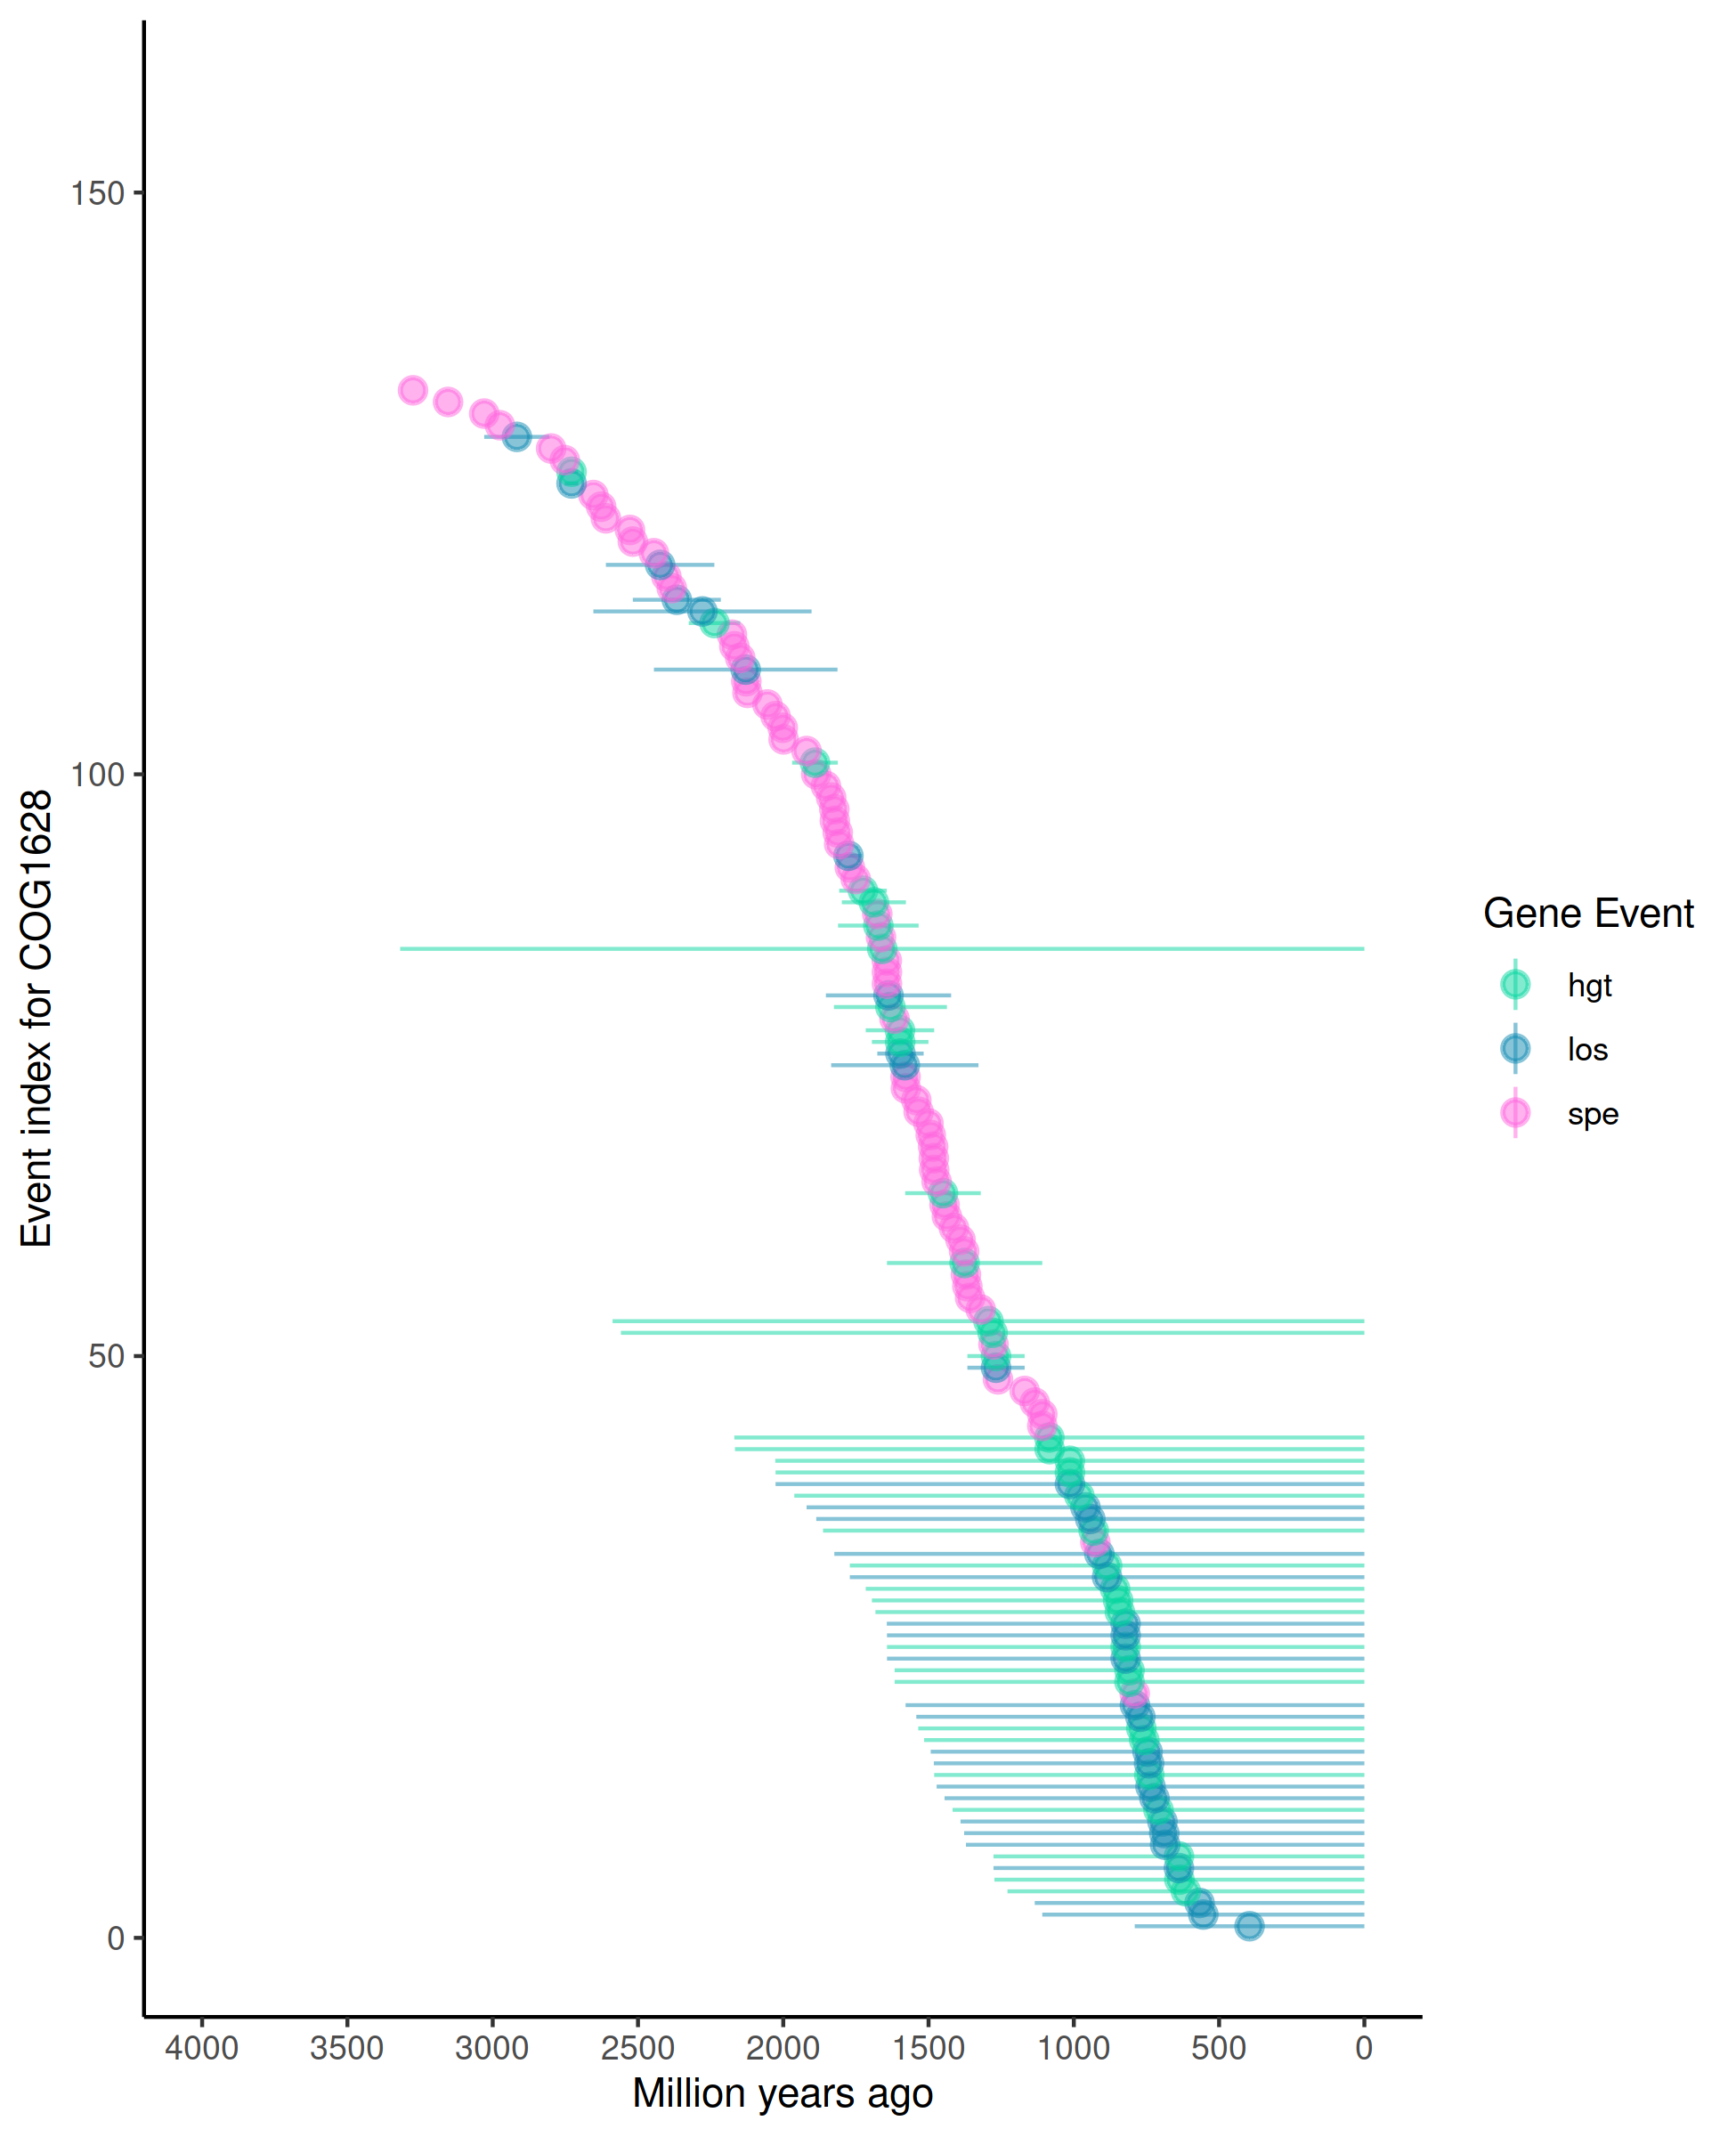 150
100
50
0
Event index for COG1628
4000 3500 3000 2500 2000 1500 1000 500 0
Million years ago
Gene Event
hgt
los
spe